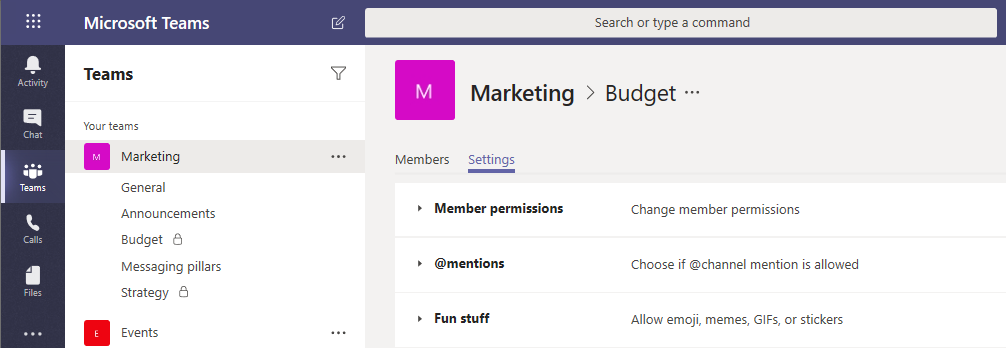 Microsoft Teams
Search or type a command
Activity
Chat
Teams
Calls
Files
Teams
Your teams
M Marketing
General
Announcements
Budget
Messaging pillars
Strategy
E Events
M Marketing > Budget ...
Members Settings
Member permissions Change member permissions
@mentions Choose if @channel mention is allowed
Fun stuff Allow emoji, memes, GIFs, or stickers